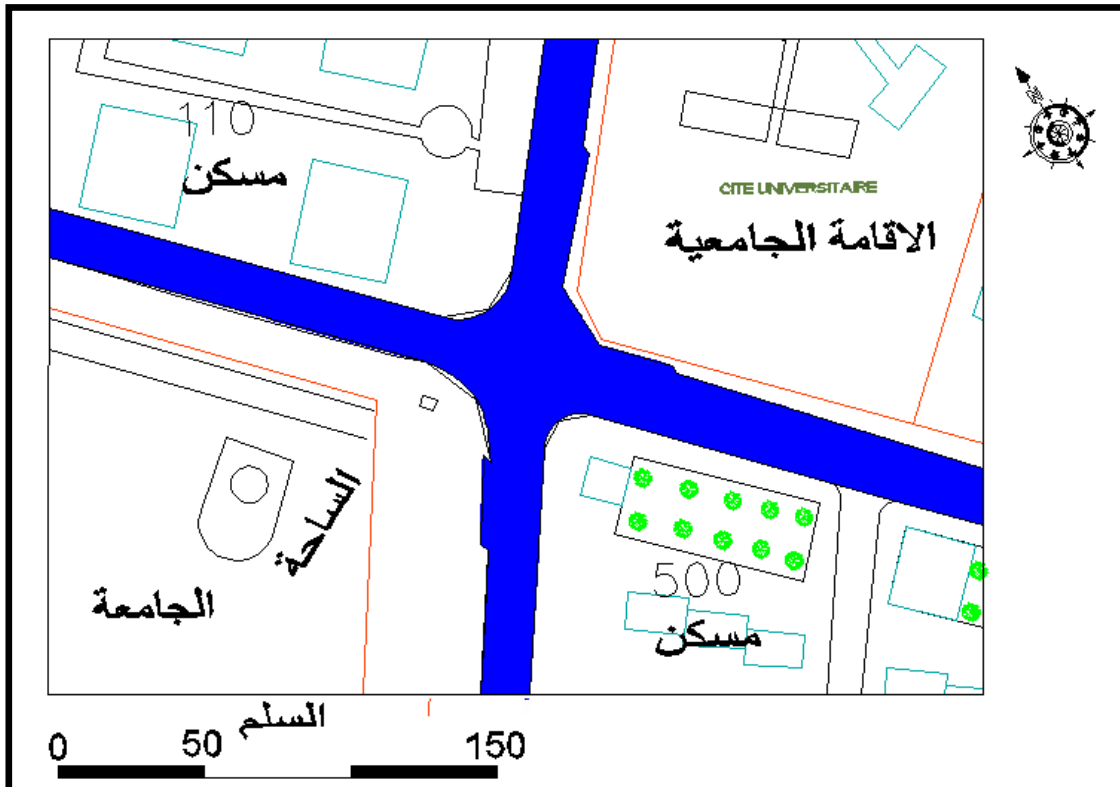 110
مسكن
N
CITE UNIVERSITAIRE
الاقامة الجامعية
الساحة
الجامعة
500
مسكن
السلم
0 50 150